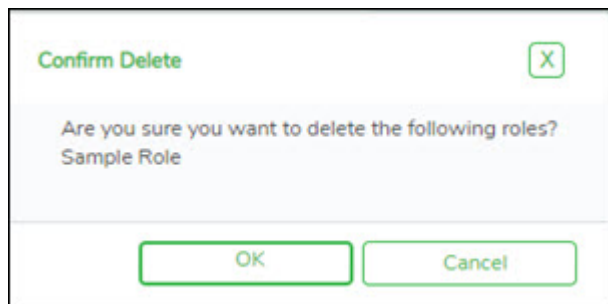 Confirm Delete
X
Are you sure you want to delete the following roles?
Sample Role
OK
Cancel